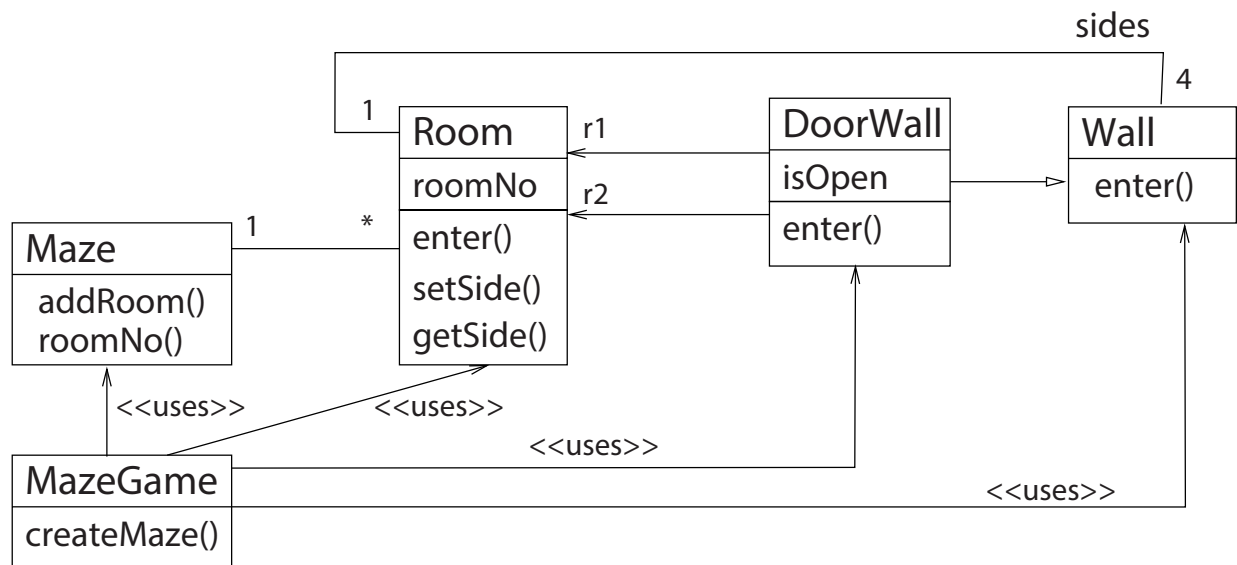 sides
1
4
Room
roomNo
enter()
setSide()
getSide()
r1
r2
DoorWall
isOpen
enter()
Wall
enter()
Maze
addRoom()
roomNo()
1
*
<<uses>>
<<uses>>
<<uses>>
<<uses>>
MazeGame
createMaze()